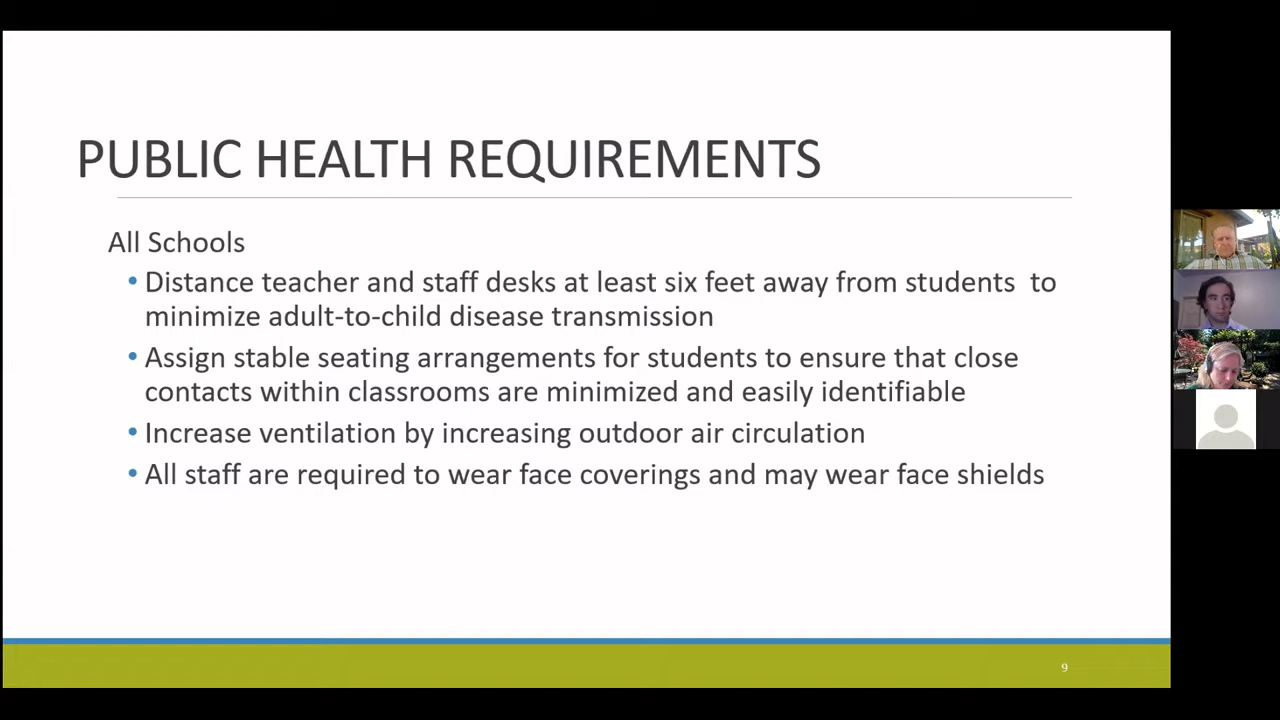 PUBLIC HEALTH REQUIREMENTS
All Schools
• Distance teacher and staff desks at least six feet away from students  to
minimize adult-to-child disease transmission
• Assign stable seating arrangements for students to ensure that close
contacts within classrooms are minimized and easily identifiable
• Increase ventilation by increasing outdoor air circulation
• All staff are required to wear face coverings and may wear face shields
9